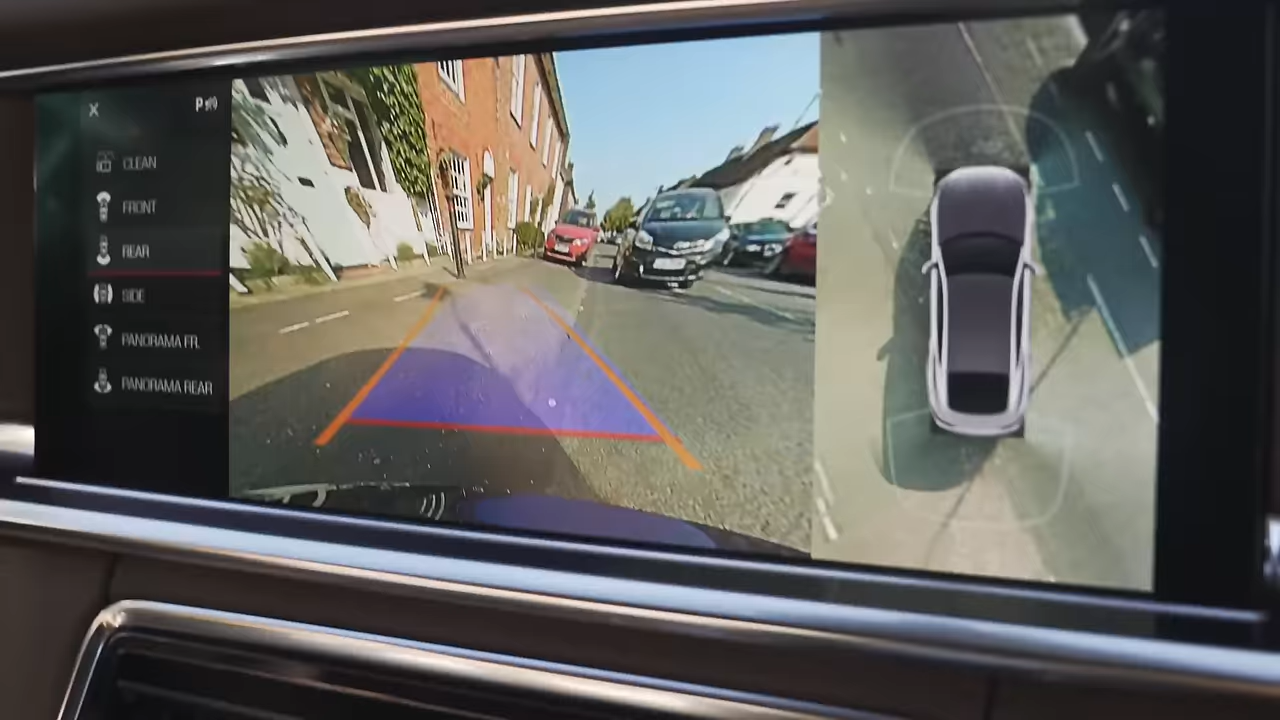 X
P
CLEAN
FRONT
REAR
SIDE
PANORAMA FR.
PANORAMA REAR